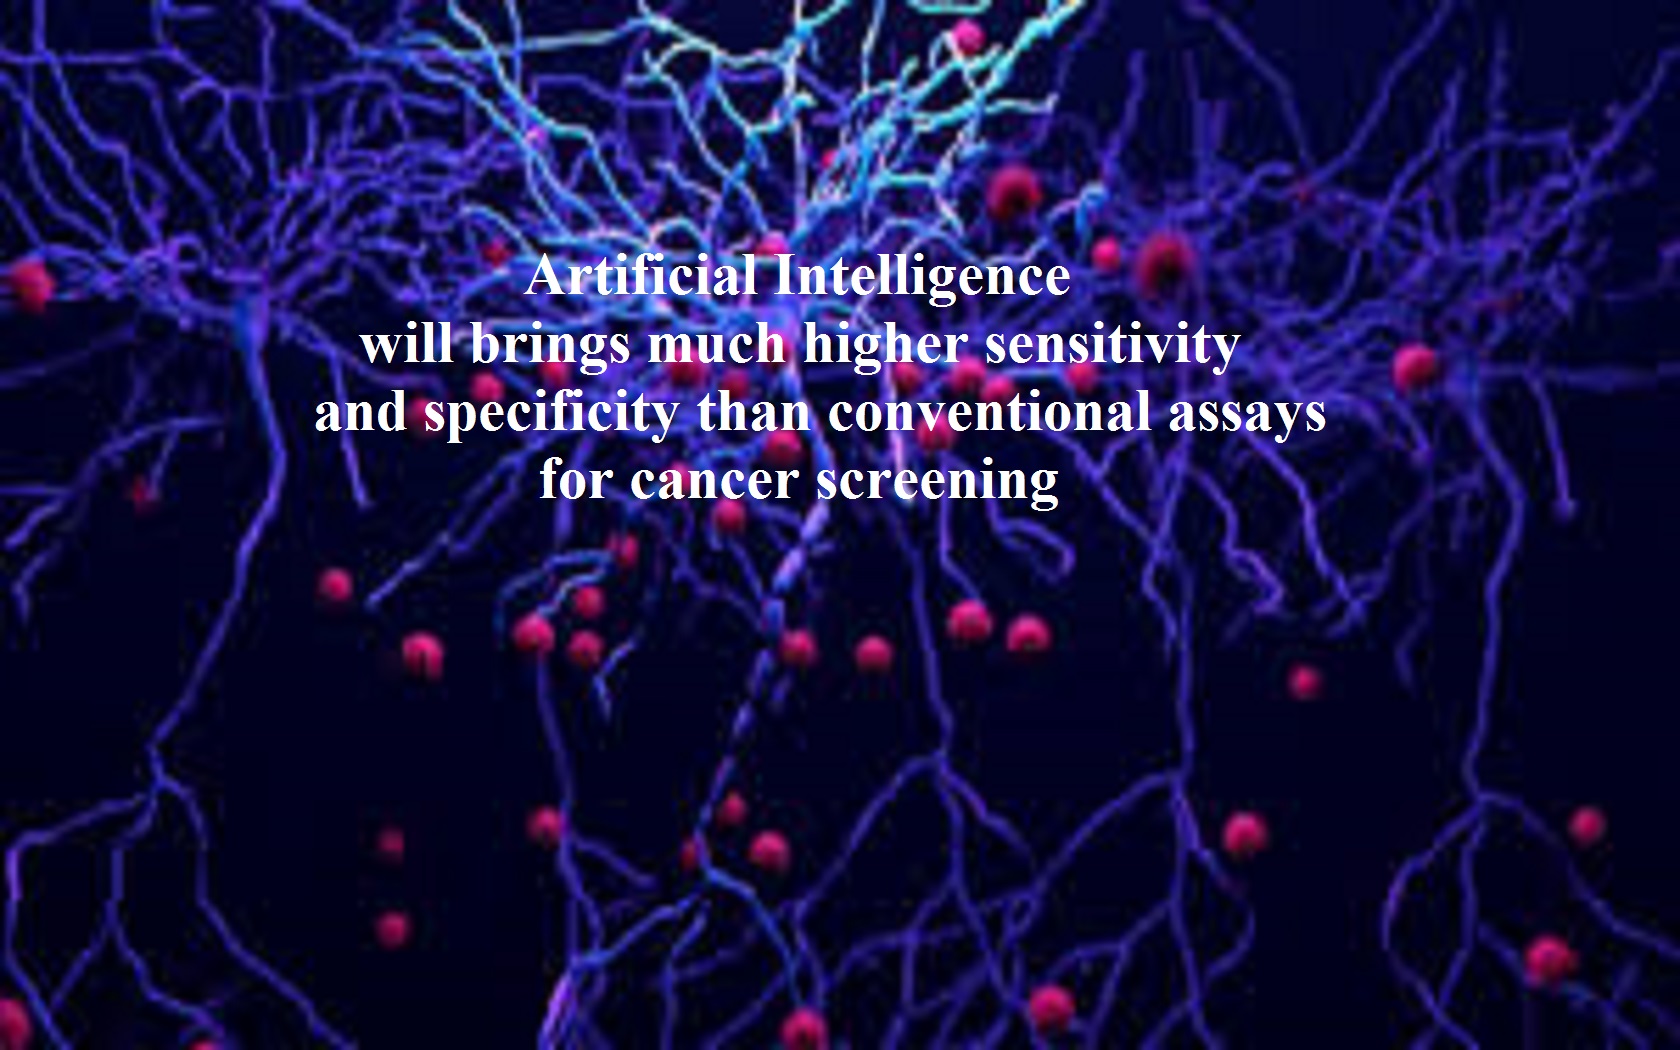 Artificial Intelligence
will brings much higher sensitivity
and specificity than conventional assays
for cancer screening